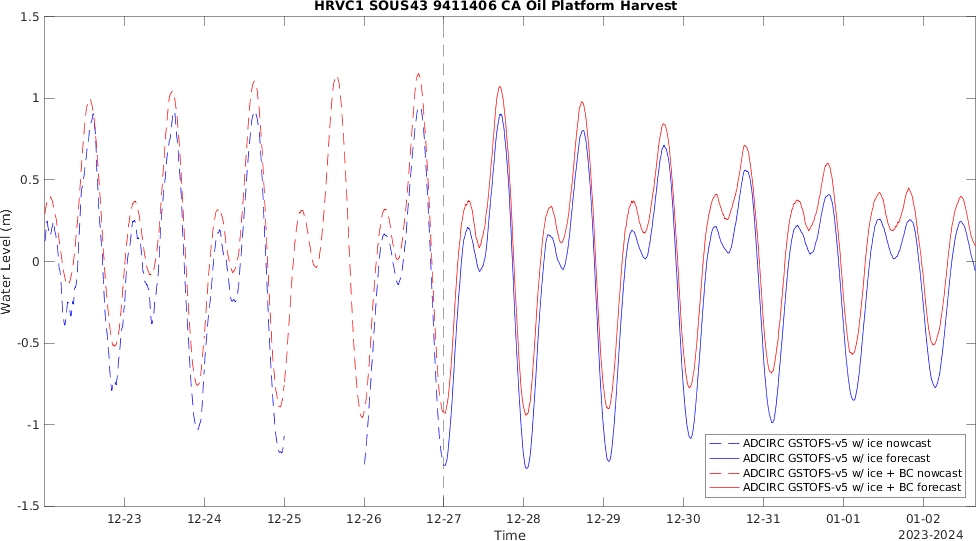 HRVC1 SOUS43 9411406 CA Oil Platform Harvest
1.5
1
0.5
0
-0.5
-1
-1.5
Water Level (m)
ADCIRC GSTOFS-v5 w/ ice nowcast
ADCIRC GSTOFS-v5 w/ ice forecast
ADCIRC GSTOFS-v5 w/ ice + BC nowcast
ADCIRC GSTOFS-v5 w/ ice + BC forecast
12-23 12-24 12-25 12-26 12-27 12-28 12-29 12-30 12-31 01-01 01-02
Time
2023-2024